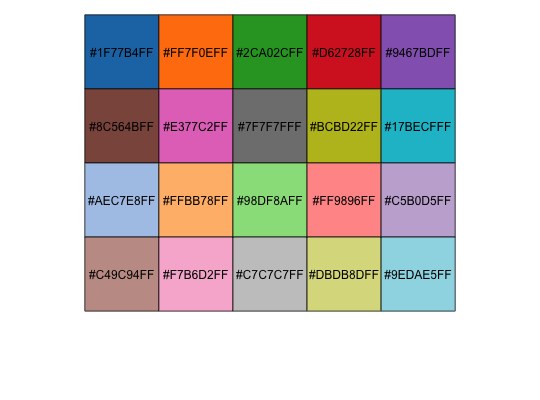 #1F77B4FF #FF7F0EFF #2CA02CFF #D62728FF #9467BDFF
#8C564BFF #E377C2FF #7F7F7FFF #BCBD22FF #17BECFFF
#AEC7E8FF #FFBB78FF #98DF8AFF #FF9896FF #C5B0D5FF
#C49C94FF #F7B6D2FF #C7C7C7FF #DBDB8DFF #9EDAE5FF